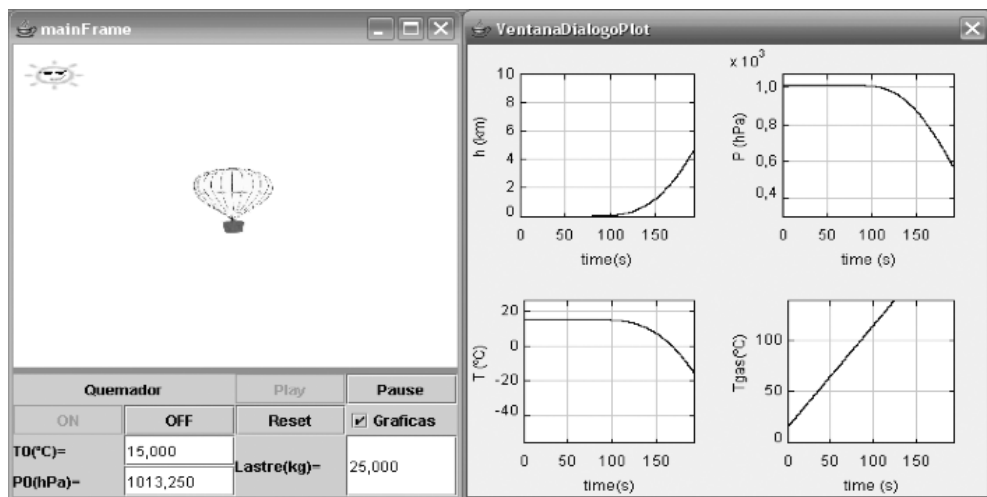 mainFrame
VentanaDialogoPlot
10
8
6
4
2
0
h (km)
0 50 100 150
time(s)
x 10³
1,0
0,8
0,6
0,4
P (hPa)
0 50 100 150
time (s)
20
0
-20
-40
T (ºC)
0 50 100 150
time(s)
100
50
0
Tgas(ºC)
0 50 100 150
time(s)
Quemador Play Pause
ON OFF Reset Graficas
T0(ºC)= 15,000
Lastre(kg)= 25,000
P0(hPa)= 1013,250